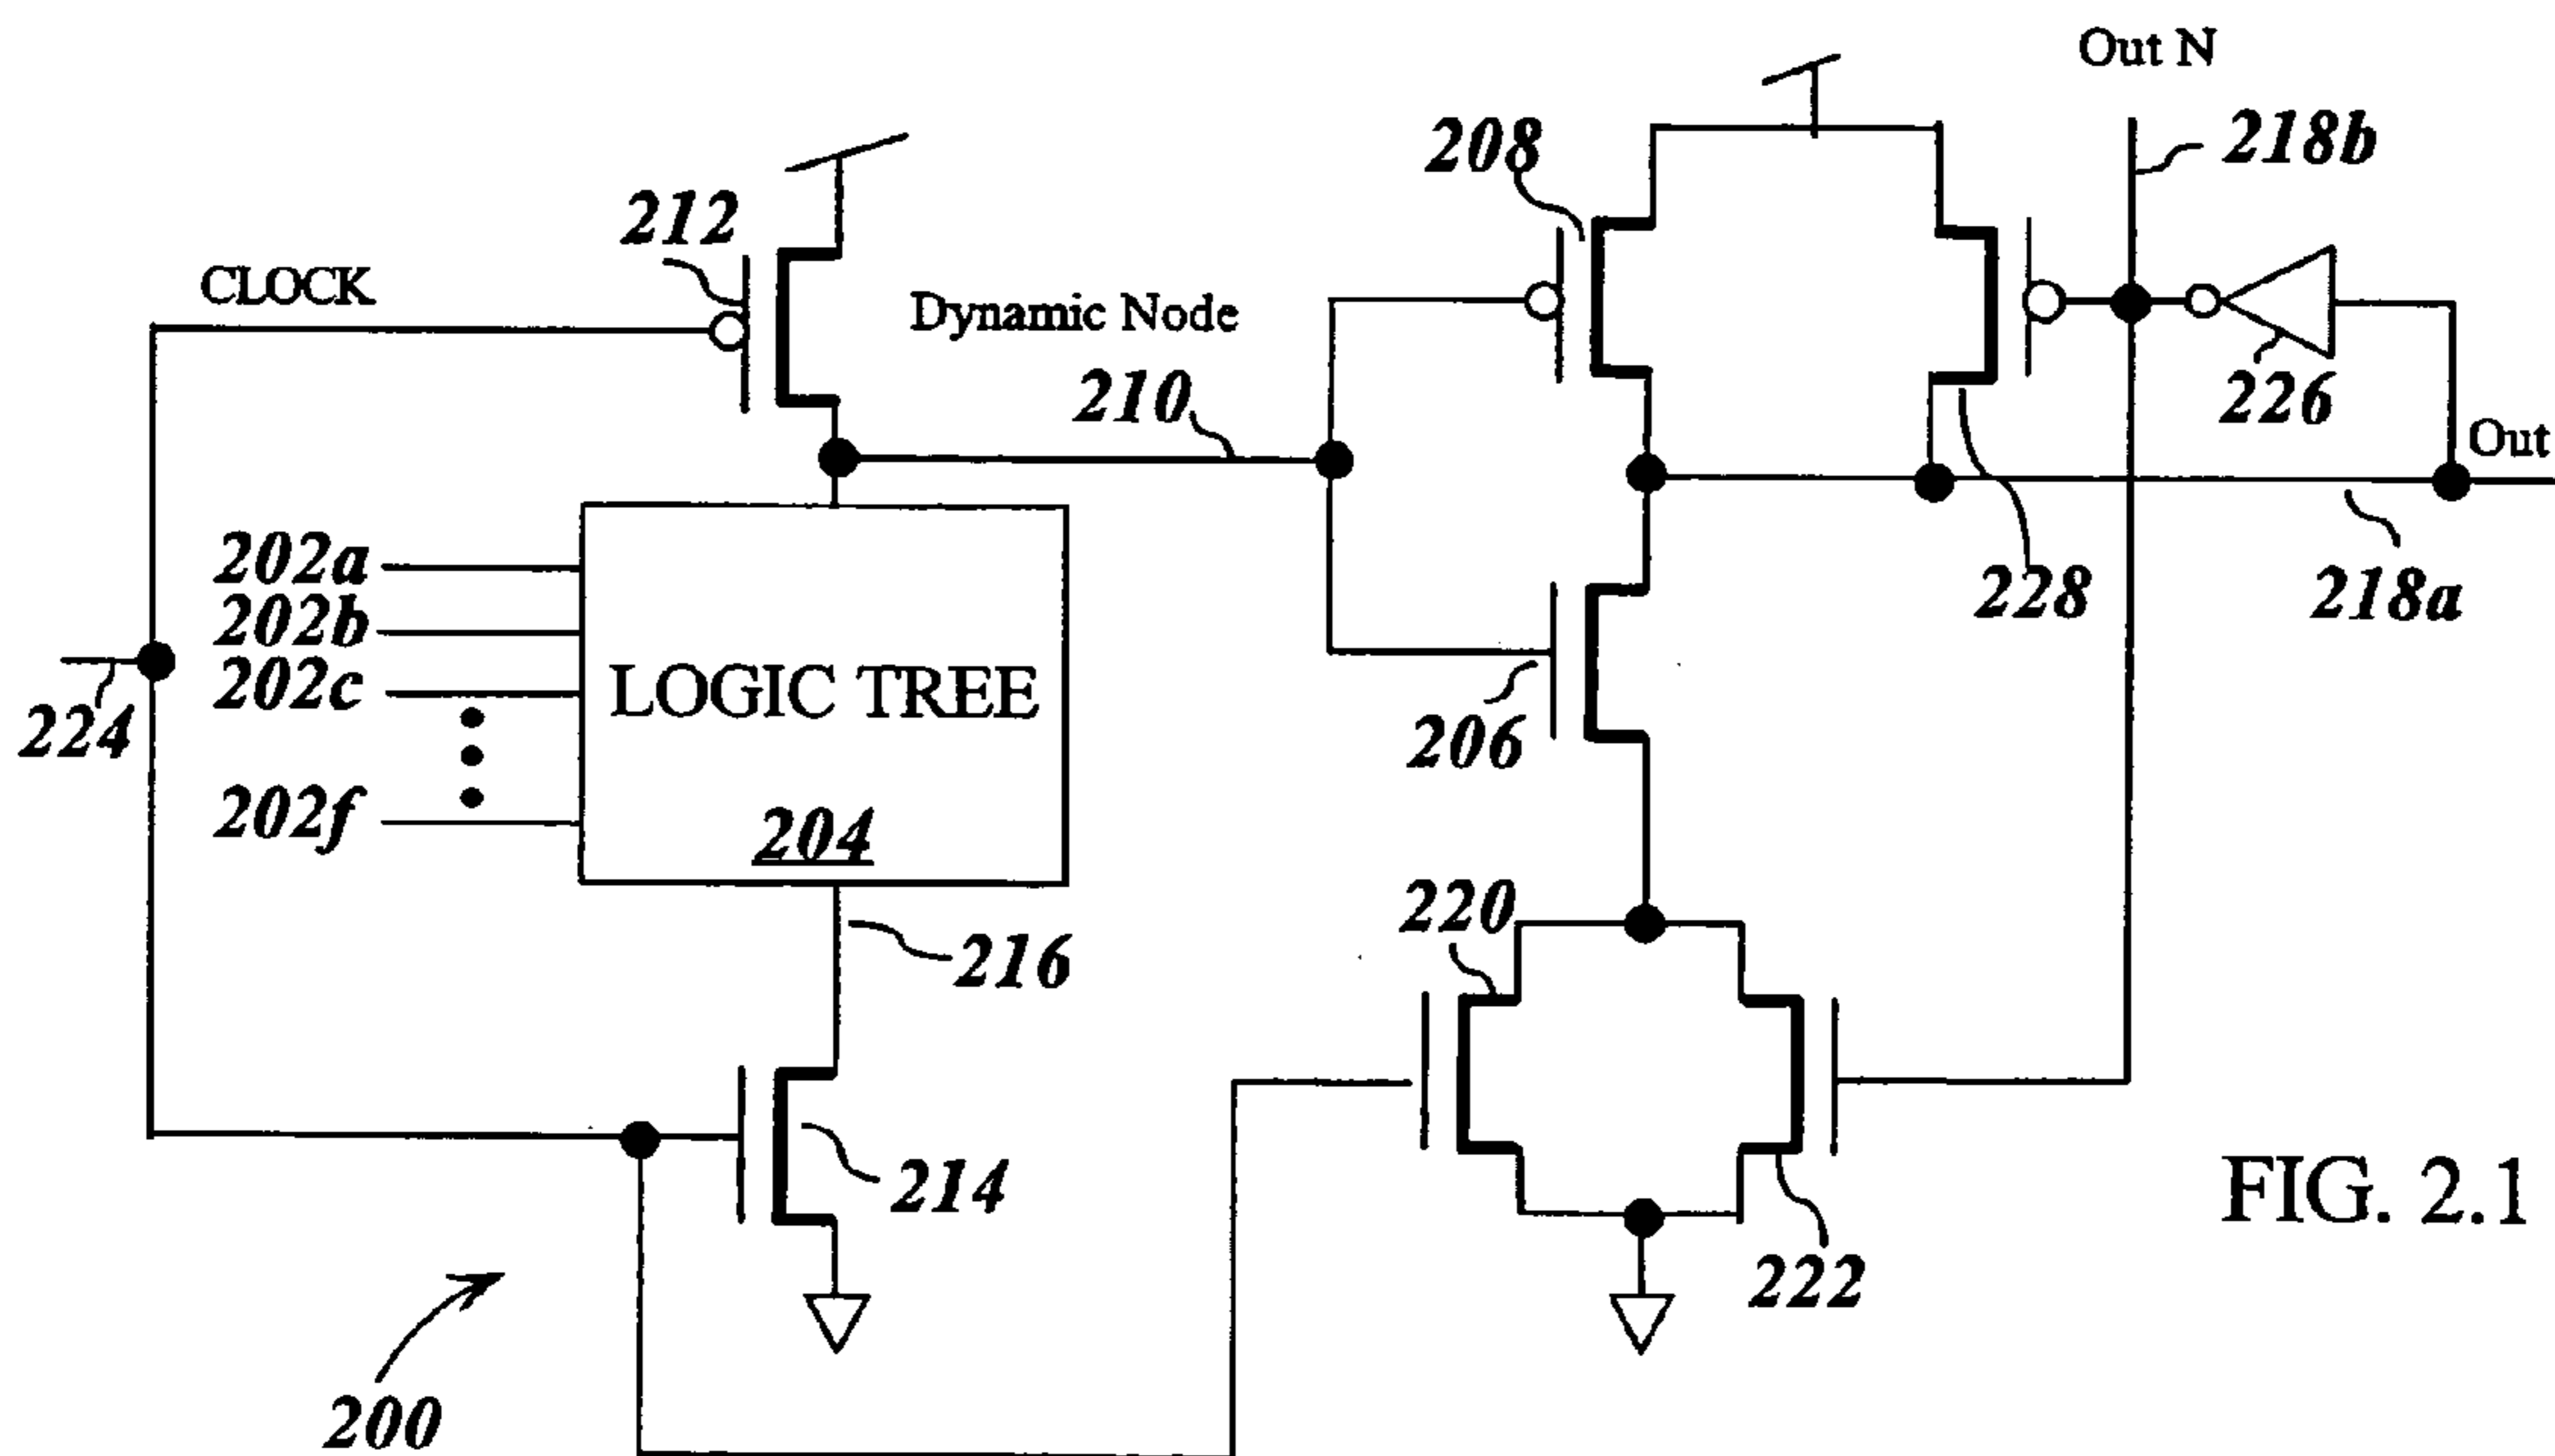 Out N
208
218b
212
CLOCK
Dynamic Node
210
226
Out
202a
202b
202c
202f
224
LOGIC TREE
204
206
228
218a
220
216
214
222
FIG. 2.1
200